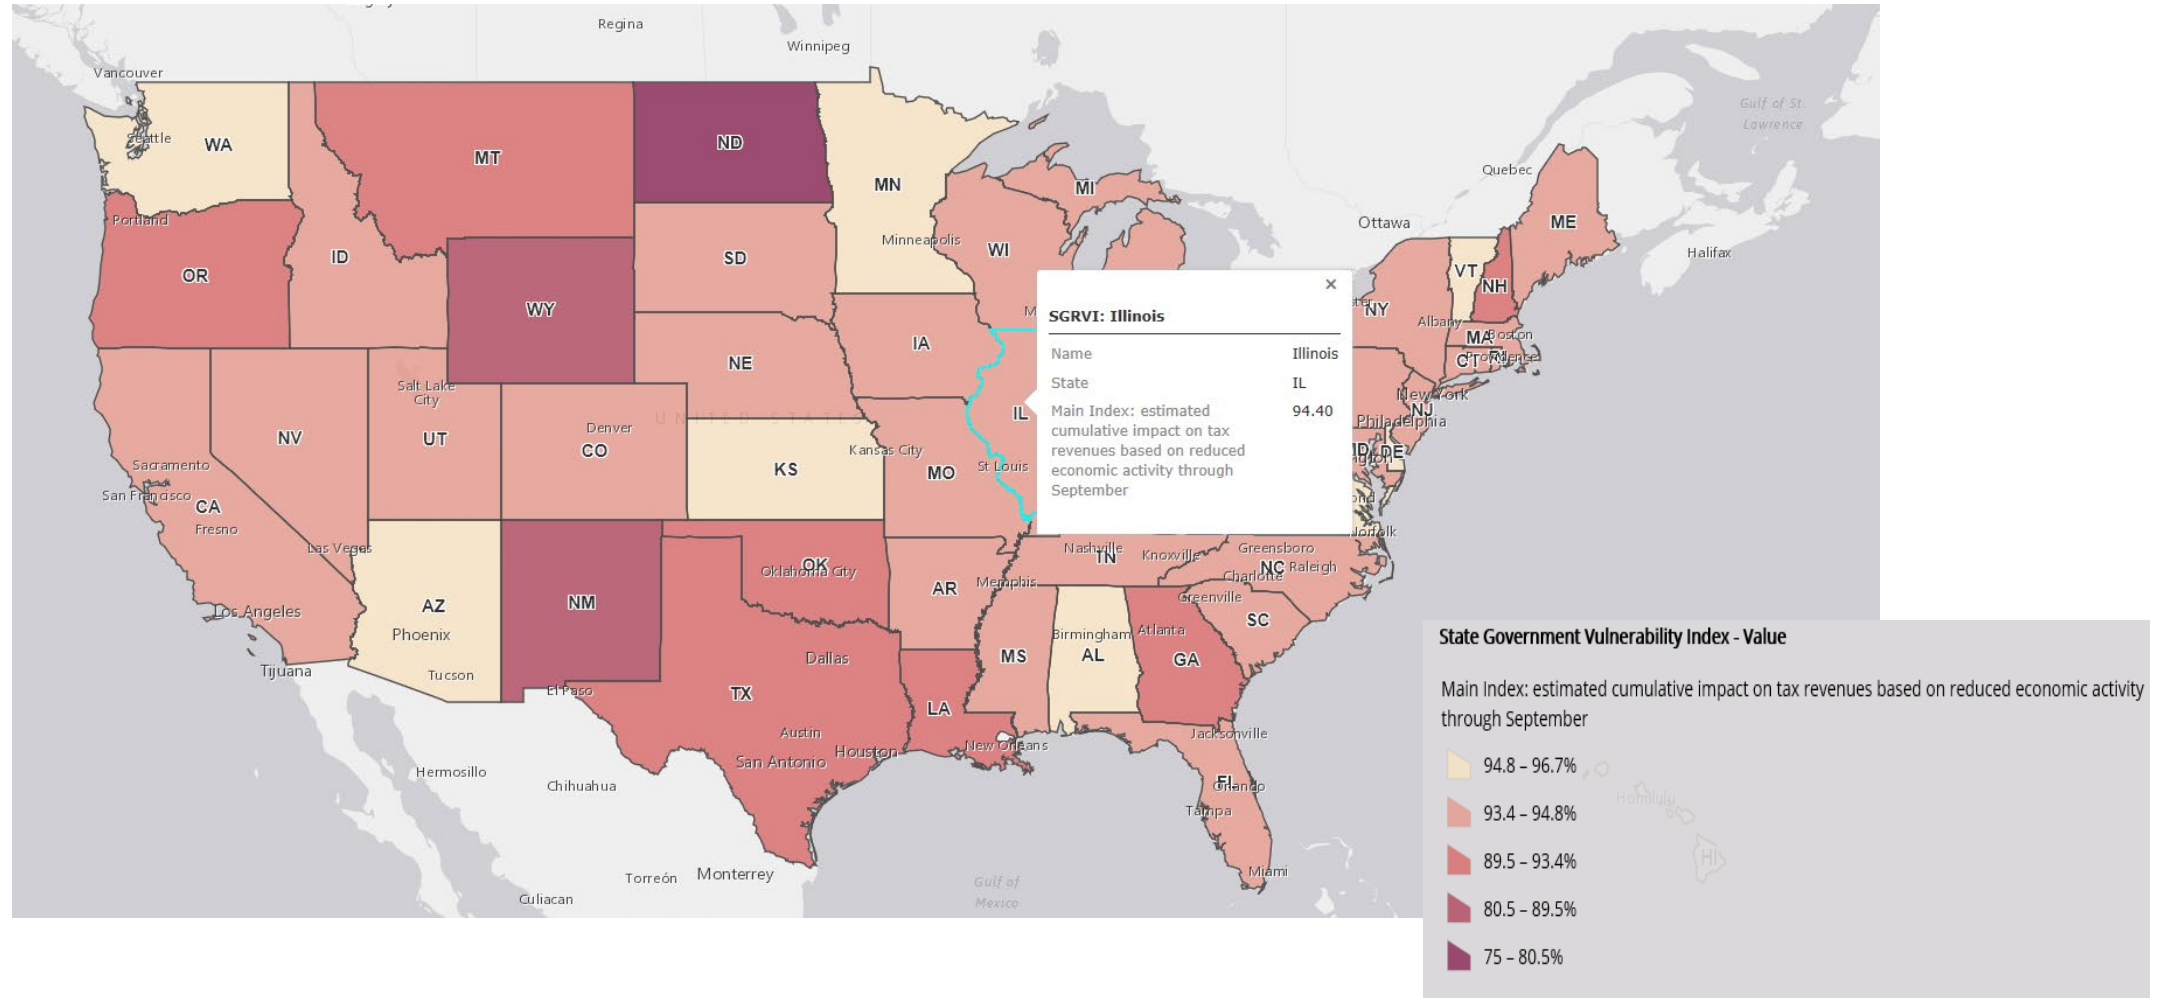 Regina
Winnipeg
Vancouver
Gulf of St.
Lawrence
Seattle
WA
MT
ND
MN
MI
Quebec
Portland
Ottawa
ME
Minneapolis
WI
Halifax
ID
SD
OR
VT
NH
WY
NY
Albany
MA
Boston
IA
CT
Providence
NE
Salt Lake
City
New York
NJ
Philadelphia
UNITED STATES
Denver
CO
UT
NV
IL
Kansas City
MO
St Louis
KS
DE
Sacramento
San Francisco
CA
Fresno
Las Vegas
Norfolk
SGRVI: Illinois
Name Illinois
State IL
Main Index: estimated 94.40
cumulative impact on tax
revenues based on reduced
economic activity through
September
Nashville
TN
Knoxville
Greensboro
NC
Raleigh
Charlotte
OK
Oklahoma City
AR
Memphis
Greenville
Los Angeles
AZ
Phoenix
NM
SC
Birmingham
AL
Atlanta
GA
MS
Dallas
Tijuana
Tucson
El Paso
TX
LA
Austin
Houston
New Orleans
San Antonio
Jacksonville
Hermosillo
Chihuahua
FL
Orlando
Tampa
Miami
Torreón
Monterrey
Culiacan
Gulf of
Mexico
State Government Vulnerability Index - Value
Main Index: estimated cumulative impact on tax revenues based on reduced economic activity
through September
94.8 – 96.7%
93.4 – 94.8%
89.5 – 93.4%
80.5 – 89.5%
75 – 80.5%
Honolulu
HI